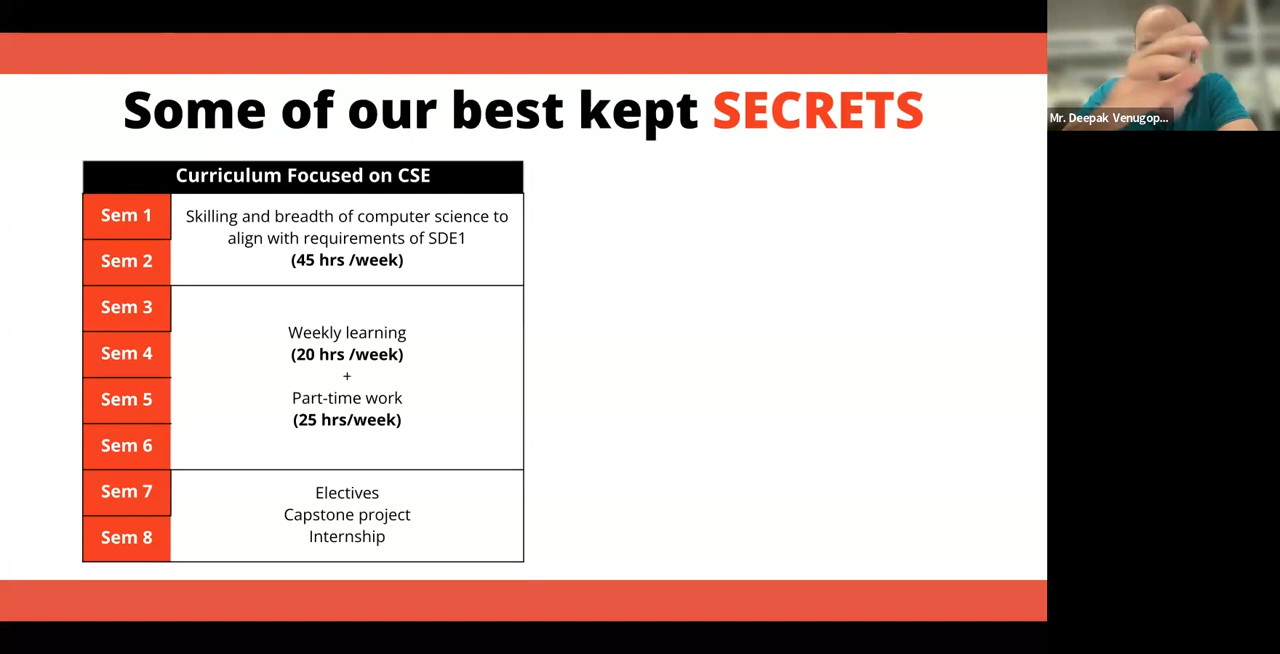 Some of our best kept SECRETS
Curriculum Focused on CSE
Sem 1
Sem 2
Skilling and breadth of computer science to
align with requirements of SDE1
(45 hrs /week)
Sem 3
Sem 4
Sem 5
Sem 6
Weekly learning
(20 hrs /week)
+
Part-time work
(25 hrs/week)
Sem 7
Sem 8
Electives
Capstone project
Internship
Mr. Deepak Venugop...